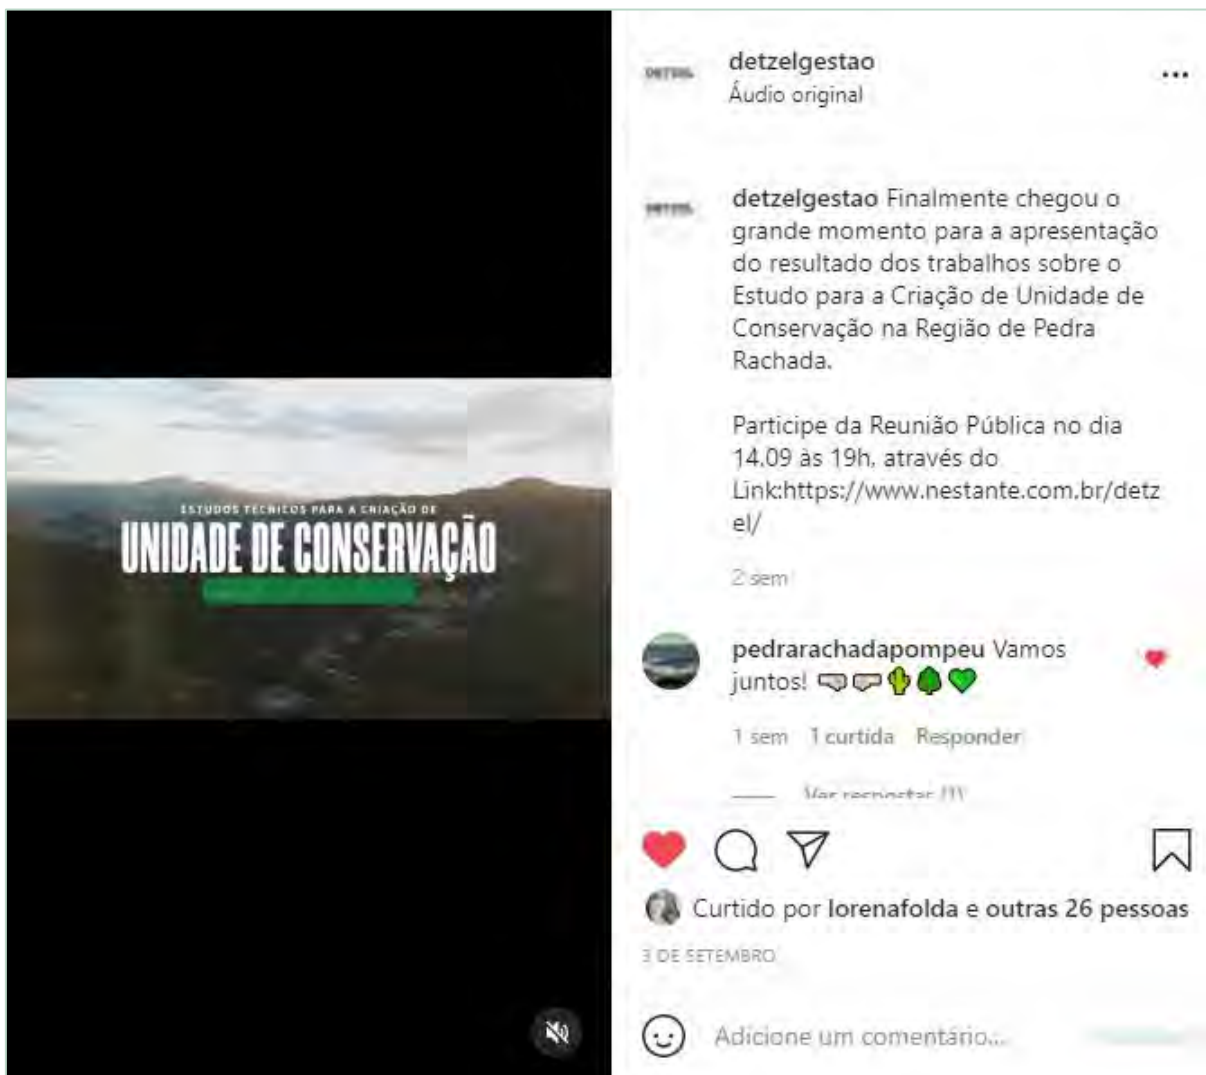 ESTUDOS TÉCNICOS PARA A CRIAÇÃO DE
UNIDADE DE CONSERVAÇÃO
detzelgestao
Áudio original
detzelgestao Finalmente chegou o
grande momento para a apresentação
do resultado dos trabalhos sobre o
Estudo para a Criação de Unidade de
Conservação na Região de Pedra
Rachada.
Participe da Reunião Pública no dia
14.09 às 19h, através do
Link:https://www.nestante.com.br/detz
el/
2 sem
pedrarachadapompeu Vamos
juntos! 🤜🤛🌵🌳💚
1 sem 1 curtida Responder
Ver respostas (1)
Curtido por lorenafolda e outras 26 pessoas
3 DE SETEMBRO
Adicione um comentário...